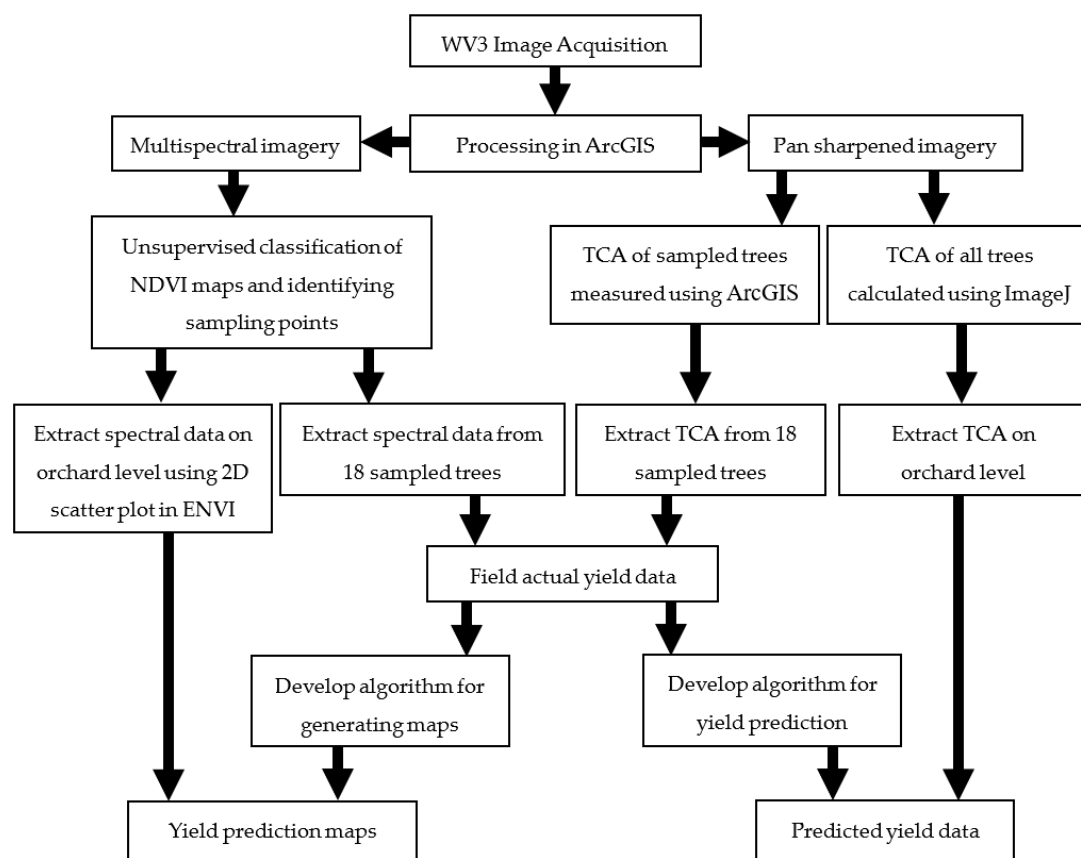 WV3 Image Acquisition
Multispectral imagery
Processing in ArcGIS
Pan sharpened imagery
Unsupervised classification of
NDVI maps and identifying
sampling points
TCA of sampled trees
measured using ArcGIS
TCA of all trees
calculated using ImageJ
Extract spectral data on
orchard level using 2D
scatter plot in ENVI
Extract spectral data from
18 sampled trees
Extract TCA from 18
sampled trees
Extract TCA on
orchard level
Field actual yield data
Develop algorithm for
generating maps
Develop algorithm for
yield prediction
Yield prediction maps
Predicted yield data